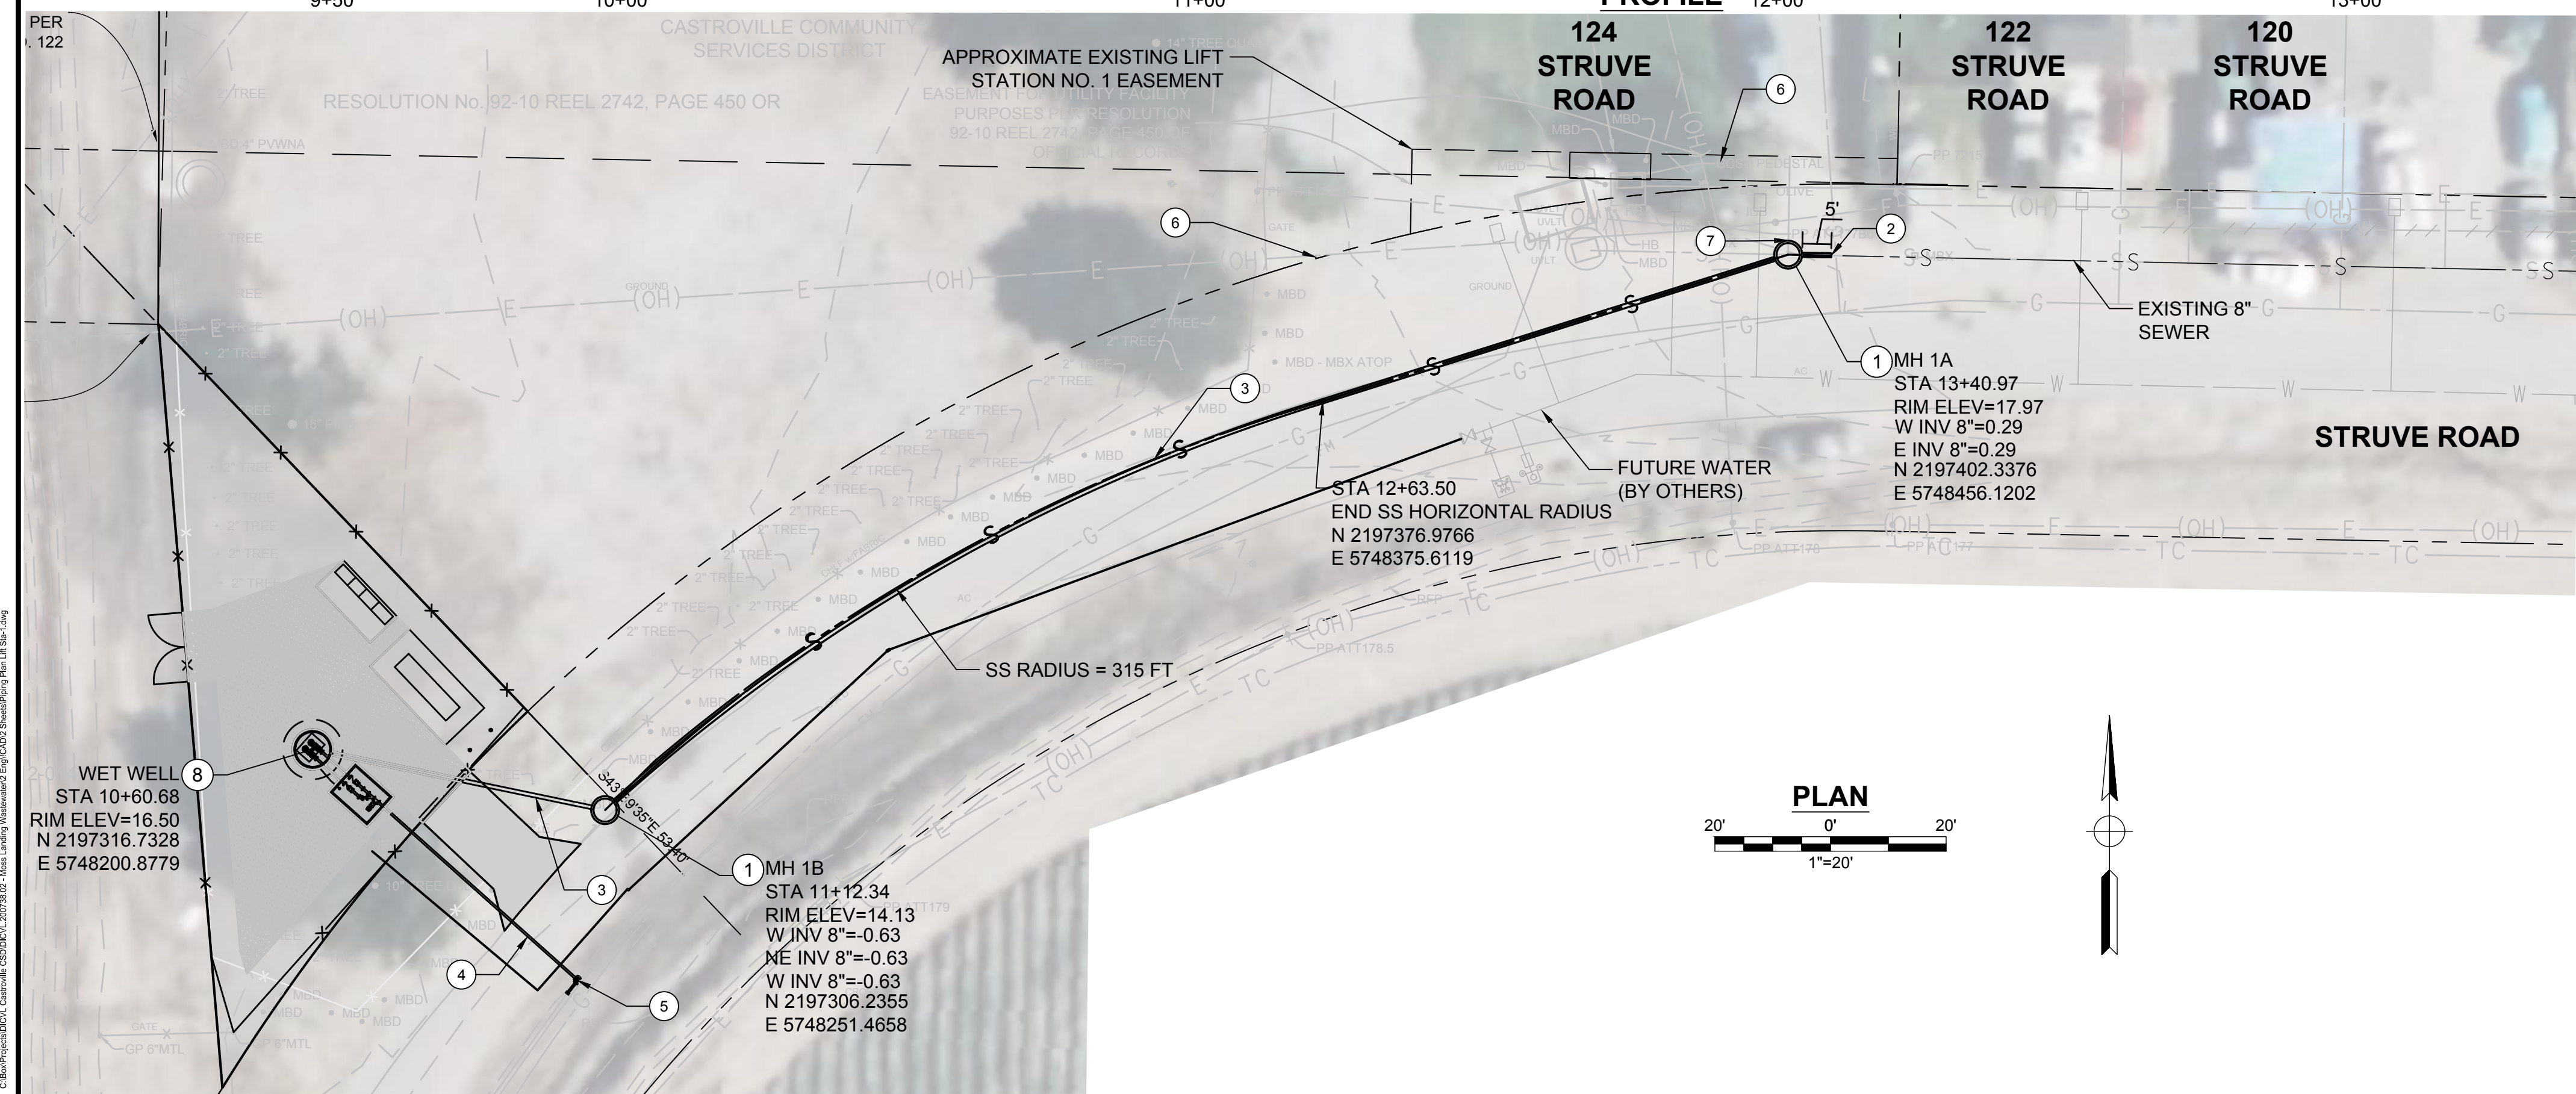 9+50
10+00
11+00
PROFILE
12+00
13+00
PER
. 122
CASTROVILLE COMMUNITY
SERVICES DISTRICT
RESOLUTION No. 92-10 REEL 2742, PAGE 450 OR
APPROXIMATE EXISTING LIFT
STATION NO. 1 EASEMENT
EASEMENT FOR UTILITY FACILITY
PURPOSES PER RESOLUTION
92-10 REEL 2742, PAGE 450 OF
OFFICIAL RECORDS
124
STRUVE
ROAD
122
STRUVE
ROAD
120
STRUVE
ROAD
6
6
7
5'
2
EXISTING 8"
SEWER
1
MH 1A
STA 13+40.97
RIM ELEV=17.97
W INV 8"=0.29
E INV 8"=0.29
N 2197402.3376
E 5748456.1202
STRUVE ROAD
3
MBD - MBX ATOP
FUTURE WATER
(BY OTHERS)
STA 12+63.50
END SS HORIZONTAL RADIUS
N 2197376.9766
E 5748375.6119
SS RADIUS = 315 FT
PP ATT178
PP ATT177
PP ATT178.5
PP ATT179
WET WELL
8
STA 10+60.68
RIM ELEV=16.50
N 2197316.7328
E 5748200.8779
3
4
5
1
MH 1B
STA 11+12.34
RIM ELEV=14.13
W INV 8"=-0.63
NE INV 8"=-0.63
W INV 8"=-0.63
N 2197306.2355
E 5748251.4658
GATE
GP 6"MTL
GP 6"MTL
PLAN
20'
0'
20'
1"=20'